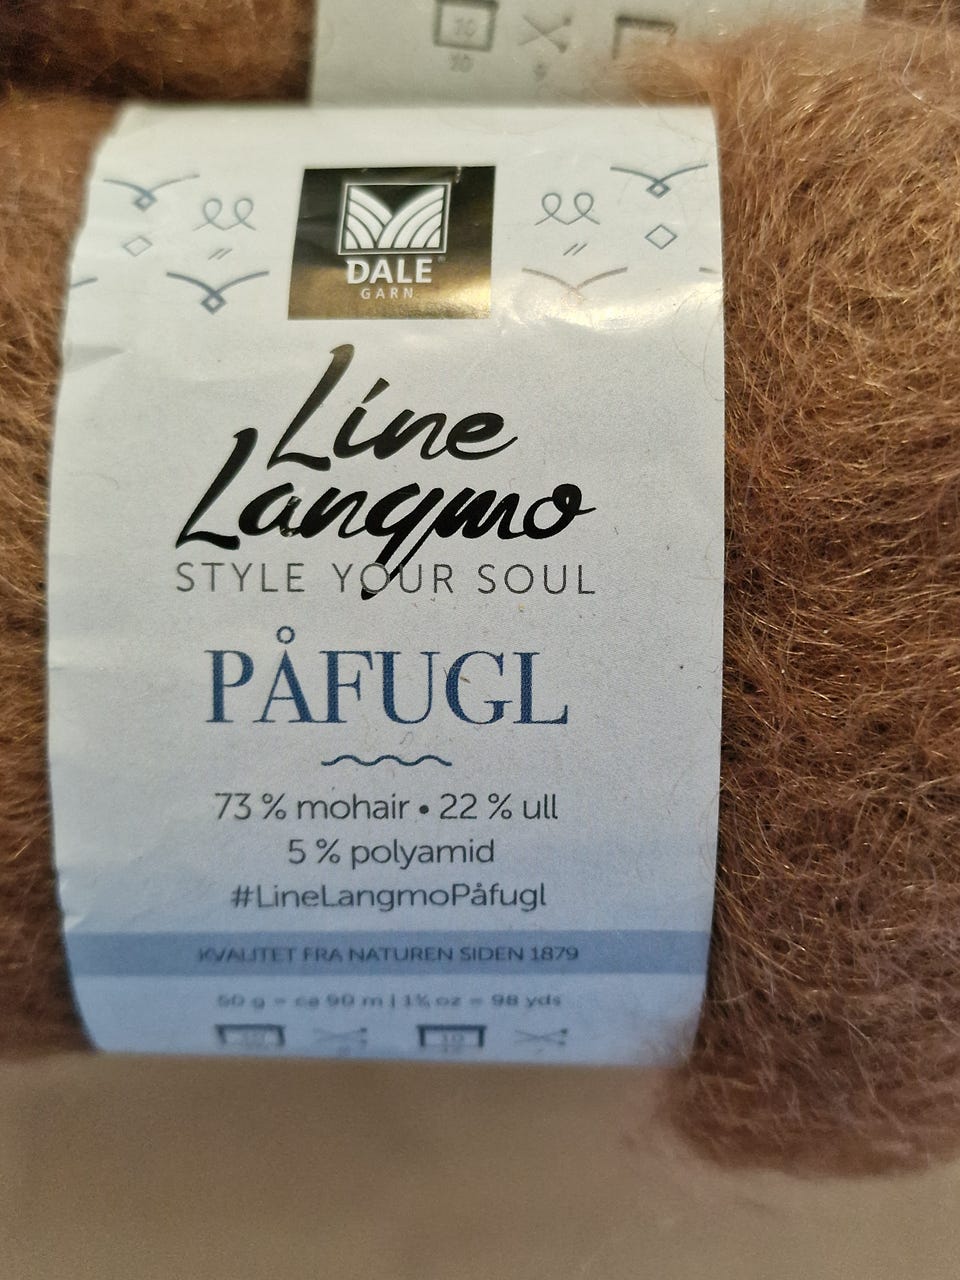 DALE
GARN
Line
Langmo
STYLE YOUR SOUL
PÅFUGL
73 % mohair • 22 % ull
5 % polyamid
#LineLangmoPåfugl
KVALITET FRA NATUREN SIDEN 1879
50 g = ca 90 m | 1¾ oz = 98 yds